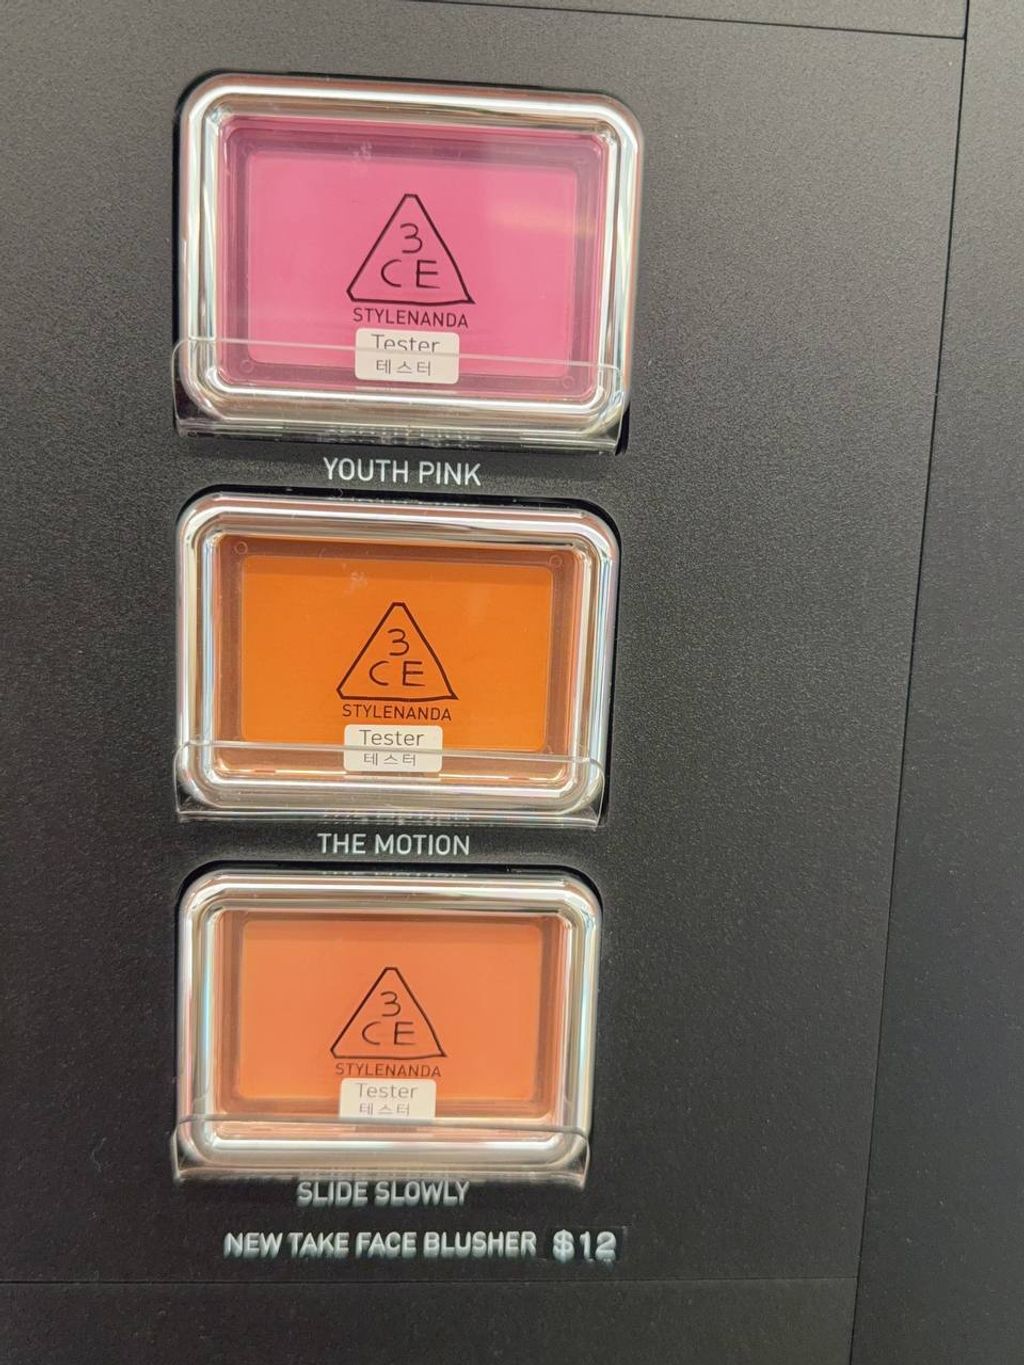 3
CE
STYLENANDA
Tester
테스터
YOUTH PINK
3
CE
STYLENANDA
Tester
테스터
THE MOTION
3
CE
STYLENANDA
Tester
테스터
SLIDE SLOWLY
NEW TAKE FACE BLUSHER $12